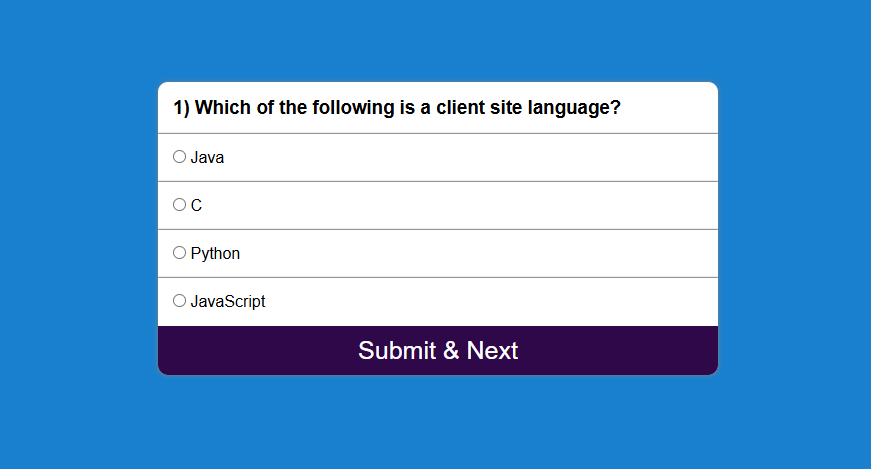 1) Which of the following is a client site language?
Java
C
Python
JavaScript
Submit & Next